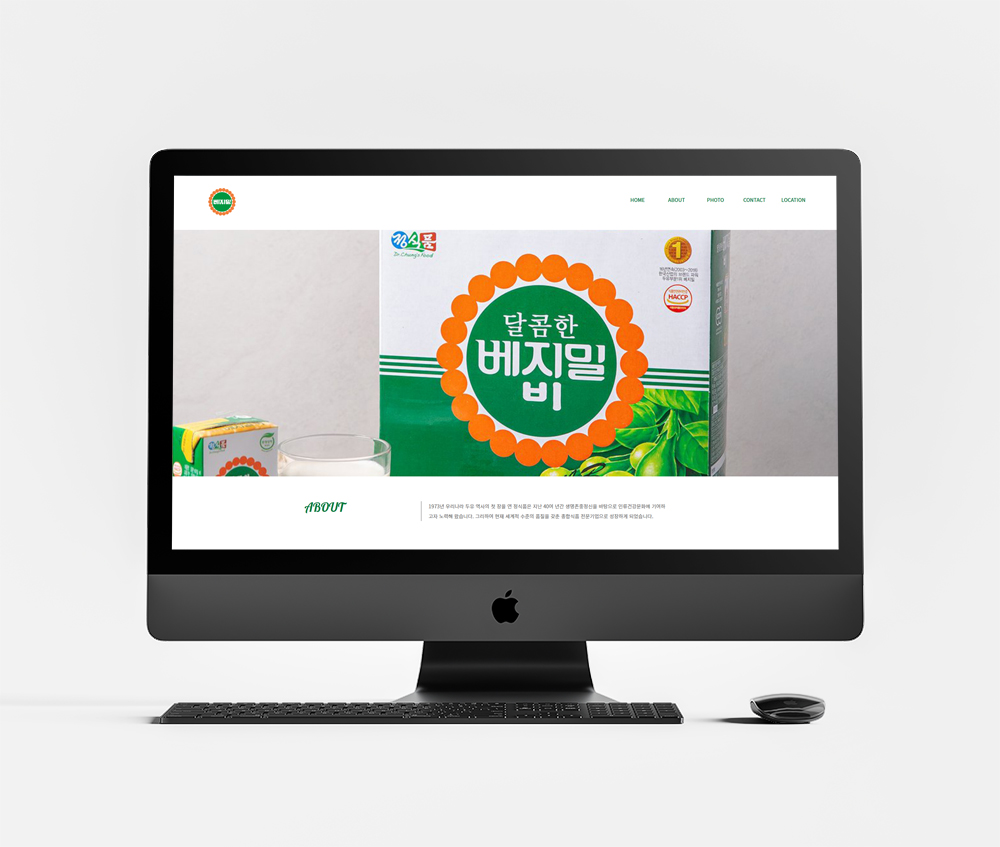 베지밀
HOME ABOUT PHOTO CONTACT LOCATION
정식품
Dr.Chung's Food
1
HACCP
달콤한
베지밀
비
정식품
ABOUT
1973년 우리나라 두유 역사의 첫 장을 연 정식품은 지난 40여 년간 생명존중정신을 바탕으로 인류건강문화에 기여하
고자 노력해 왔습니다. 그리하여 현재 세계적 수준의 품질을 갖춘 종합식품 전문기업으로 성장하게 되었습니다.